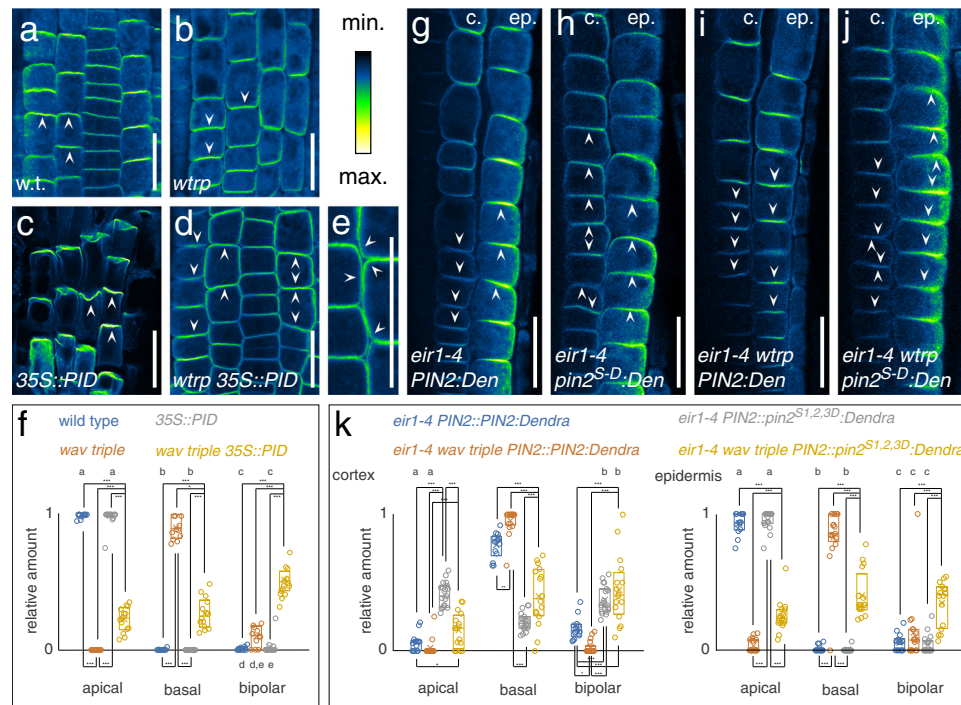 a
w.t.
b
wtrp
min.
max.
c
35S::PID
d
wtrp 35S::PID
e
g
c. ep.
eir1-4
PIN2:Den
h
c. ep.
eir1-4
pin2S-D:Den
i
c. ep.
eir1-4 wtrp
PIN2:Den
j
c. ep.
eir1-4 wtrp
pin2S-D:Den
f
wild type
35S::PID
wav triple
wav triple 35S::PID
a a b b c c
*** *** *** *** * *** *** *** ***
relative amount
1
0
d d,e e
*** *** *** ***
apical basal bipolar
k
eir1-4 PIN2::PIN2:Dendra
eir1-4 PIN2::pin2S1,2,3D:Dendra
eir1-4 wav triple PIN2::PIN2:Dendra
eir1-4 wav triple PIN2::pin2S1,2,3D:Dendra
cortex
a a b b
relative amount
1
0
apical basal bipolar
epidermis
a a b b c c c
relative amount
1
0
apical basal bipolar